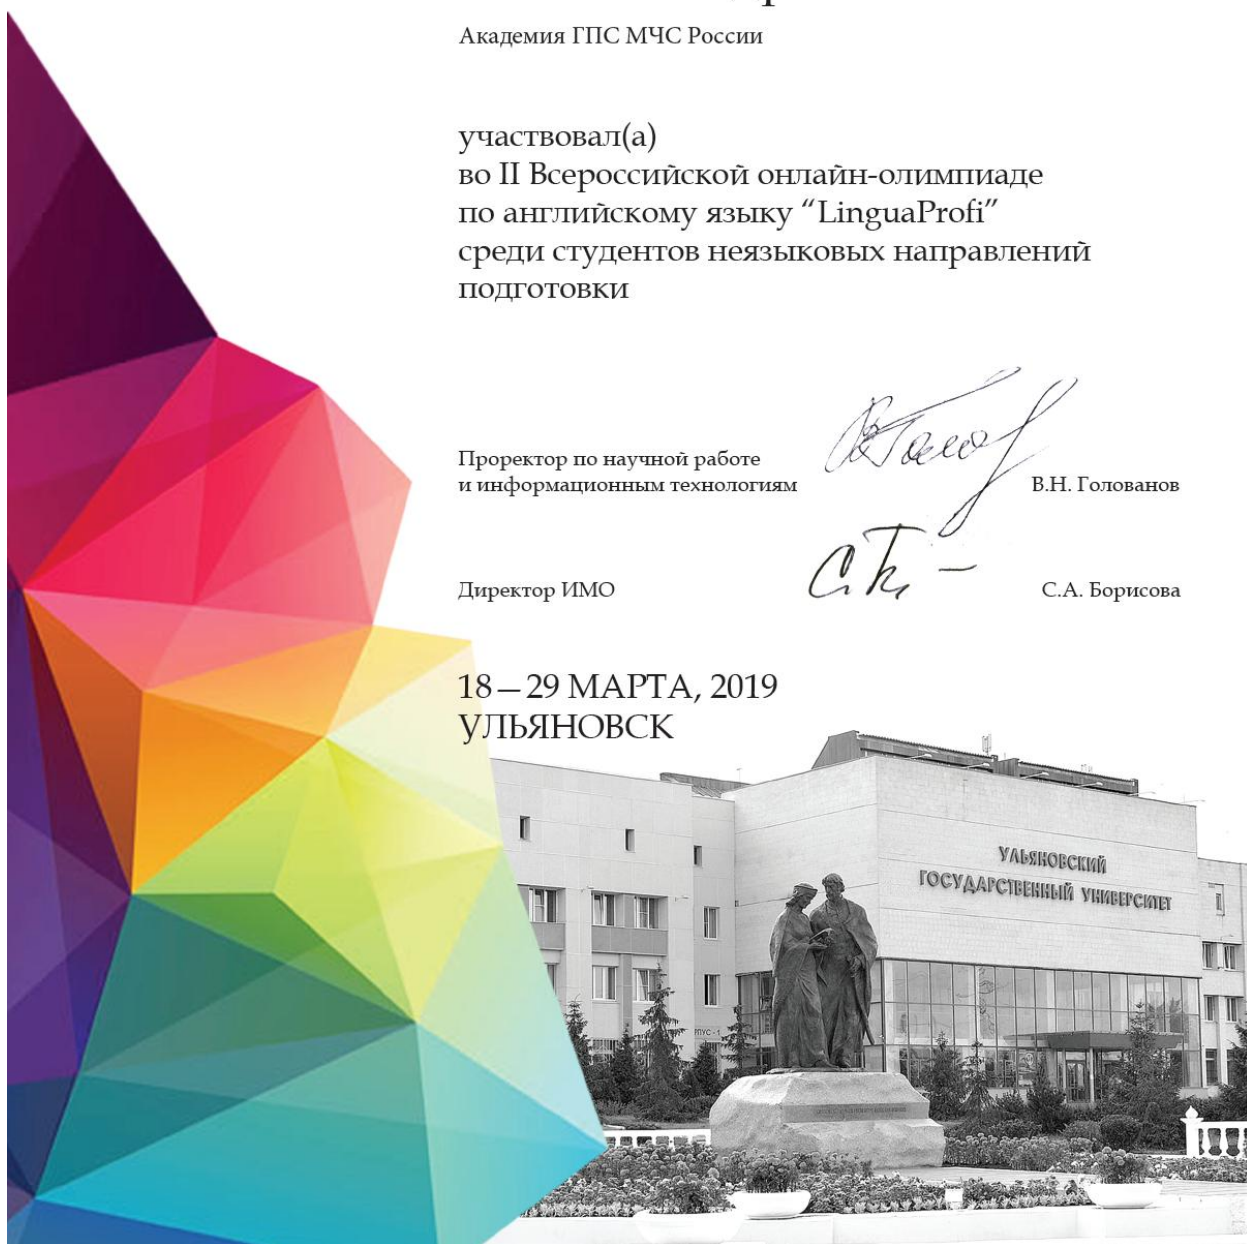 Академия ГПС МЧС России
участвовал(а)
во II Всероссийской онлайн-олимпиаде
по английскому языку “LinguaProfi”
среди студентов неязыковых направлений
подготовки
Проректор по научной работе
и информационным технологиям
В.Н. Голованов
Директор ИМО
С.А. Борисова
18 – 29 МАРТА, 2019
УЛЬЯНОВСК
УЛЬЯНОВСКИЙ
ГОСУДАРСТВЕННЫЙ УНИВЕРСИТЕТ